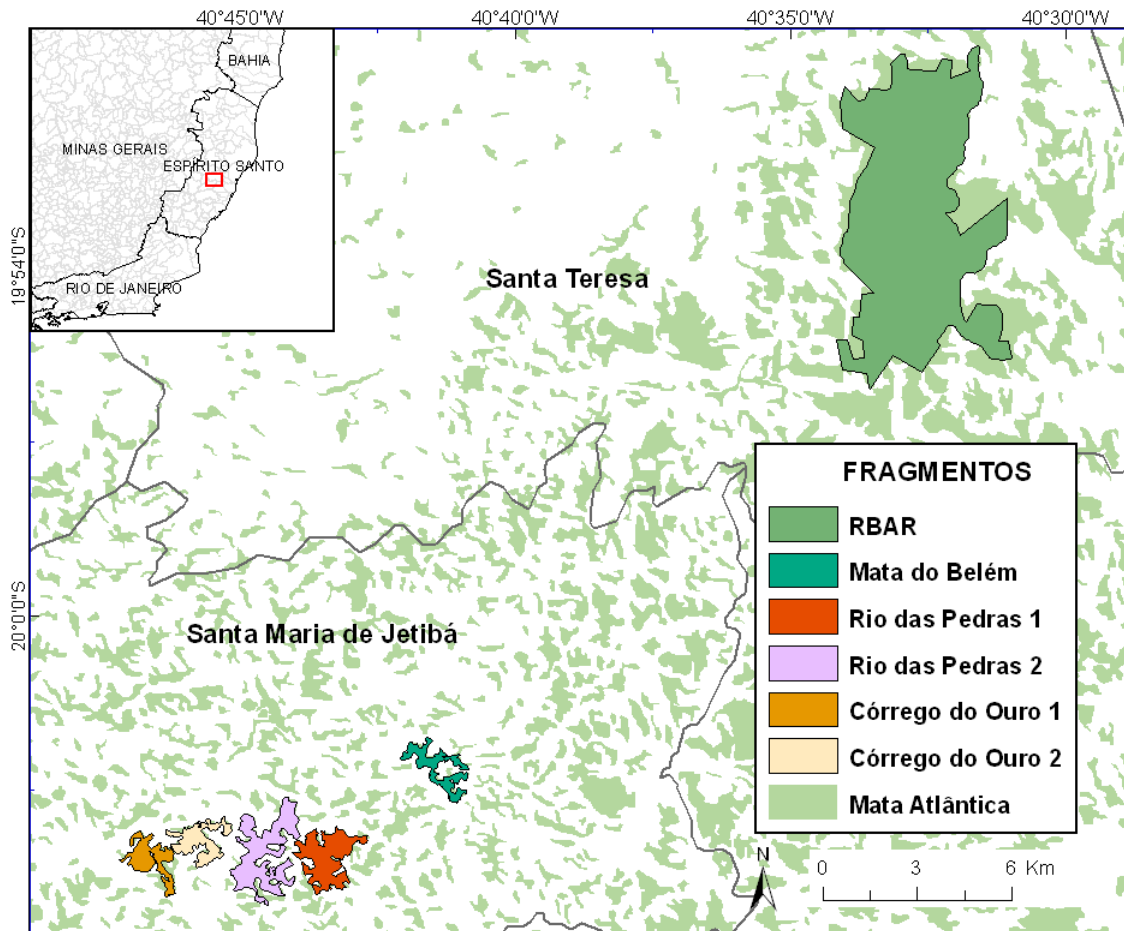 40°45'0"W 40°40'0"W 40°35'0"W 40°30'0"W
BAHIA
MINAS GERAIS
ESPÍRITO SANTO
RIO DE JANEIRO
19°54'0"S
Santa Teresa
20°0'0"S
Santa Maria de Jetibá
FRAGMENTOS
RBAR
Mata do Belém
Rio das Pedras 1
Rio das Pedras 2
Córrego do Ouro 1
Córrego do Ouro 2
Mata Atlântica
N
0 3 6 Km